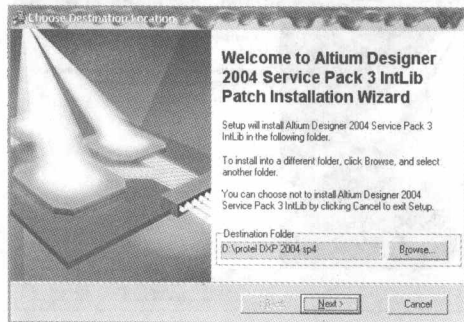 Choose Destination Location
Welcome to Altium Designer
2004 Service Pack 3 IntLib
Patch Installation Wizard
Setup will install Altium Designer 2004 Service Pack 3
IntLib in the following folder.
To install into a different folder, click Browse, and select
another folder.
You can choose not to install Altium Designer 2004
Service Pack 3 IntLib by clicking Cancel to exit Setup.
Destination Folder
D:\protel DXP 2004 sp4
Browse...
Next >
Cancel